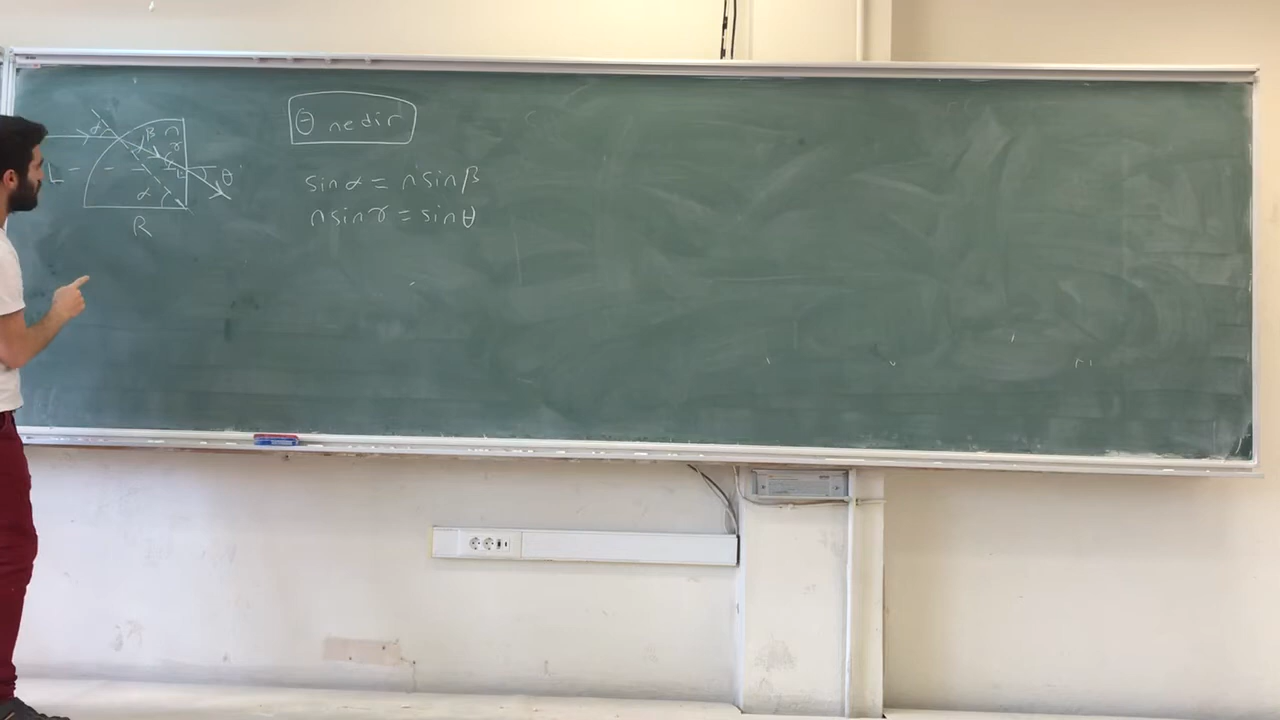 θ nedir
sinα = n sinβ
n sinγ = sinθ
α
β
n
γ
γ
L
θ
α
R